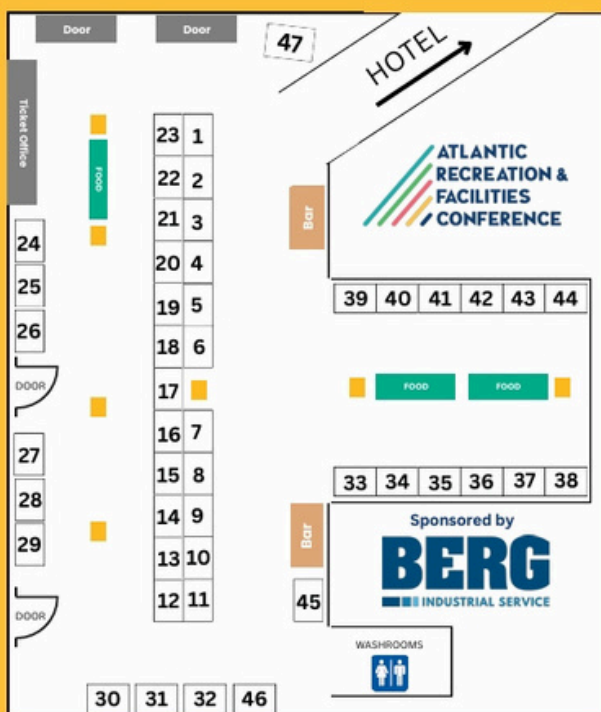 Door
Door
47
HOTEL
Ticket Office
FOOD
23 1
22 2
21 3
20 4
19 5
18 6
17
16 7
15 8
14 9
13 10
12 11
24
25
26
DOOR
27
28
29
DOOR
30 31 32 46
Bar
ATLANTIC
RECREATION &
FACILITIES
CONFERENCE
39 40 41 42 43 44
FOOD FOOD
33 34 35 36 37 38
Bar
45
Sponsored by
BERG
INDUSTRIAL SERVICE
WASHROOMS